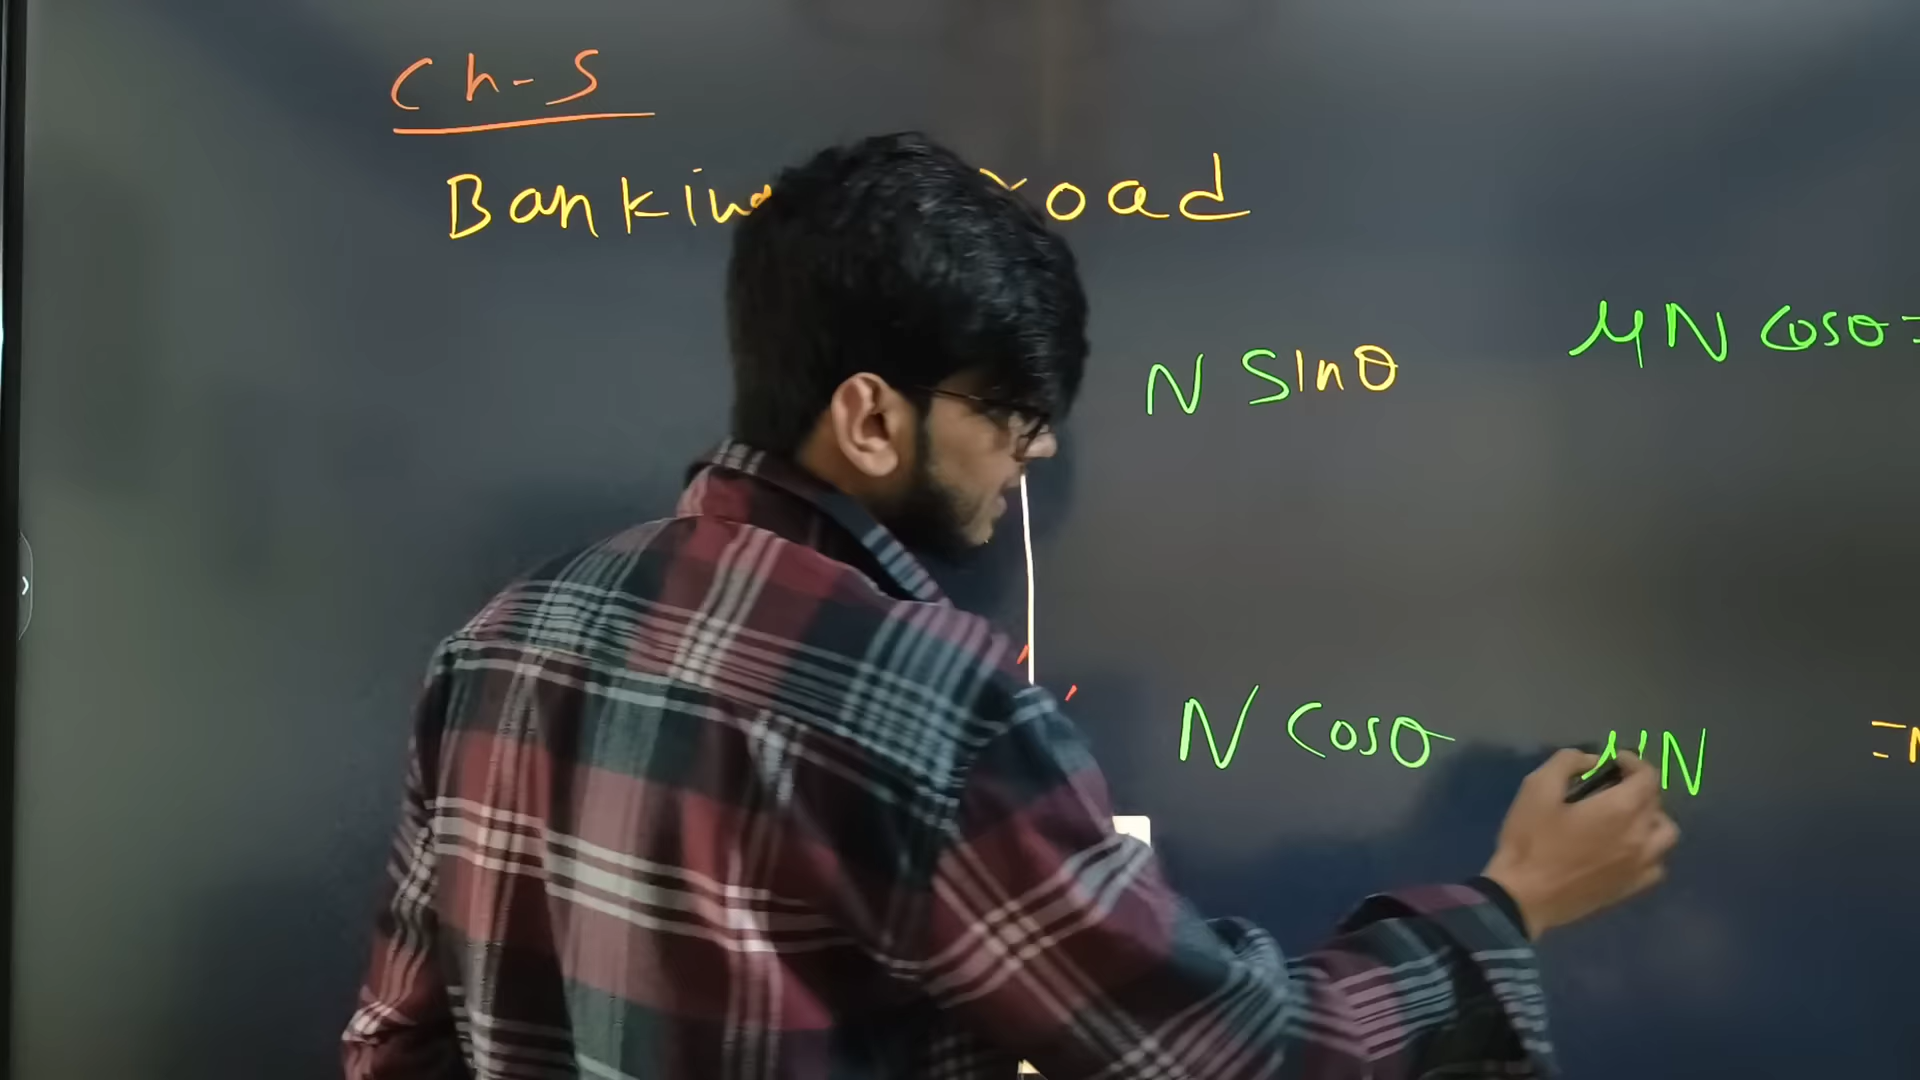 Ch-5
Banking road
N Sinθ
μN Cosθ=
N Cosθ μN =